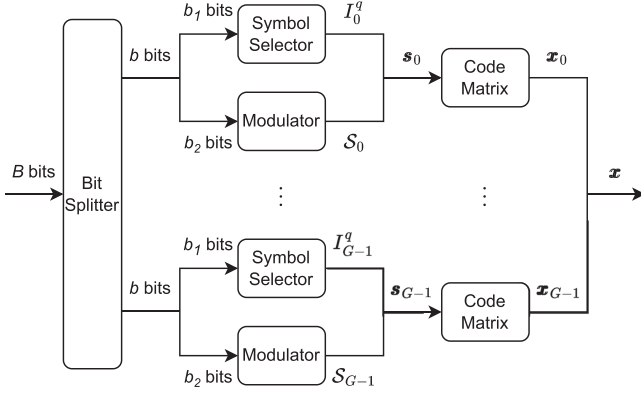 b₁ bits
Symbol
Selector
I₀^q
b bits
s₀
Code
Matrix
x₀
b₂ bits
Modulator
S₀
B bits
Bit
Splitter
⋮
⋮
x
b₁ bits
Symbol
Selector
I_{G−1}^q
b bits
s_{G−1}
Code
Matrix
x_{G−1}
b₂ bits
Modulator
S_{G−1}